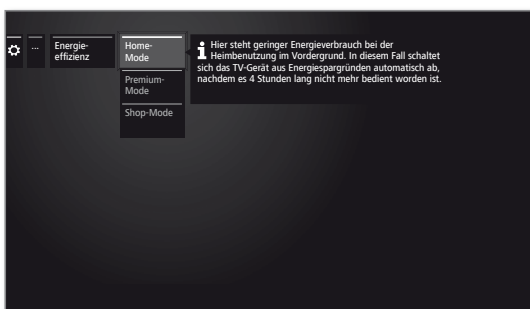 ...
Energie-
effizienz
Home-
Mode
Premium-
Mode
Shop-Mode
Hier steht geringer Energieverbrauch bei der
Heimbenutzung im Vordergrund. In diesem Fall schaltet
sich das TV-Gerät aus Energiespargründen automatisch ab,
nachdem es 4 Stunden lang nicht mehr bedient worden ist.